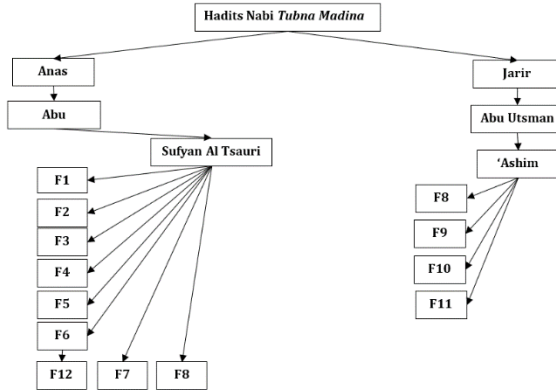 Hadits Nabi Tubna Madina
Anas
Jarir
Abu
Abu Utsman
Sufyan Al Tsauri
‘Ashim
F1
F2
F3
F4
F5
F6
F12
F7
F8
F8
F9
F10
F11